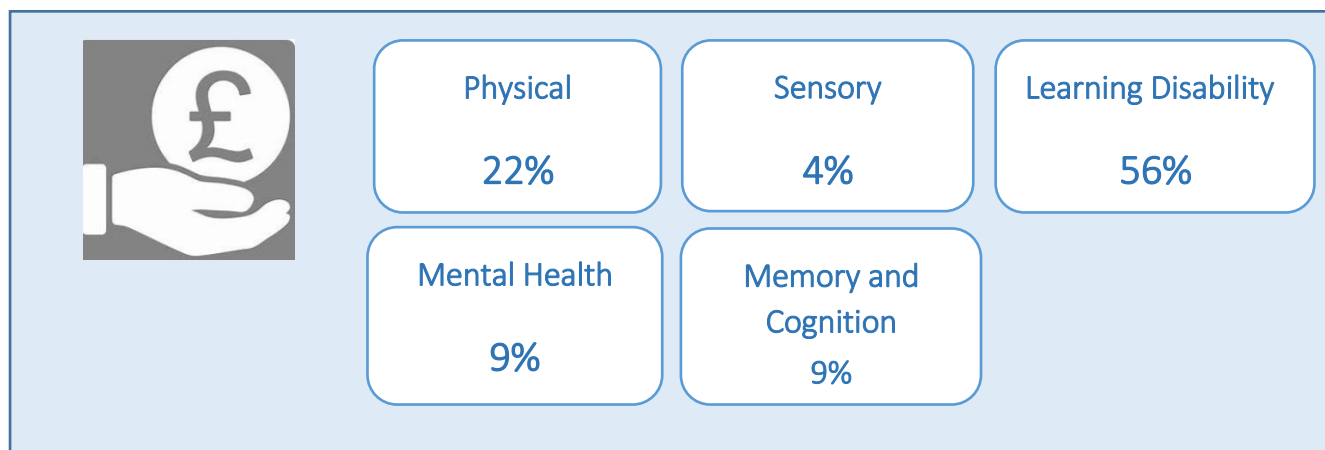 £
Physical
22%
Sensory
4%
Learning Disability
56%
Mental Health
9%
Memory and
Cognition
9%